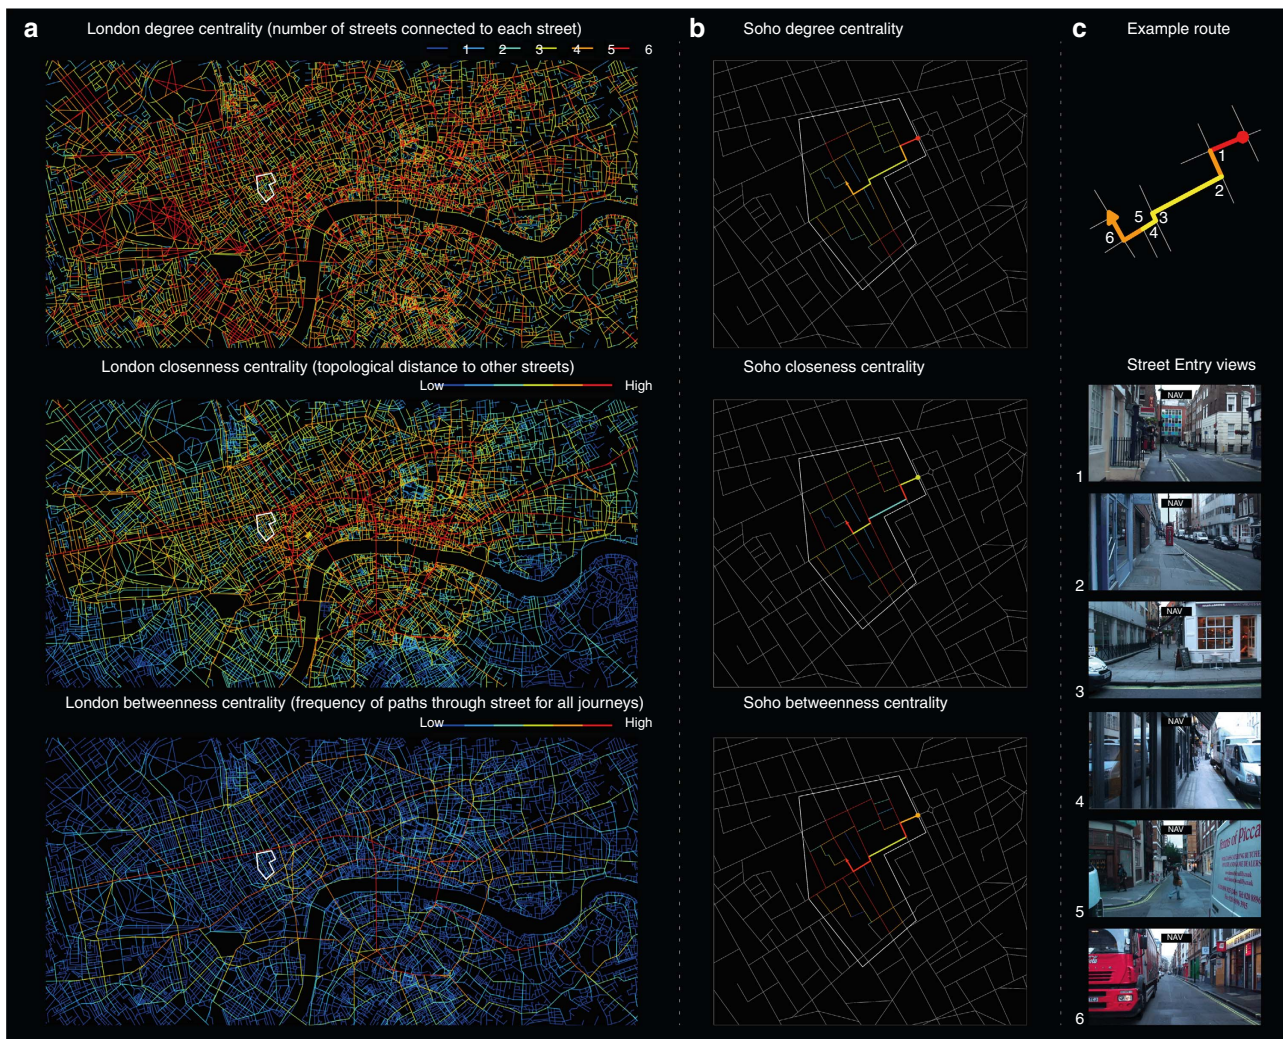 a
London degree centrality (number of streets connected to each street)
1 2 3 4 5 6
London closenness centrality (topological distance to other streets)
Low High
London betweenness centrality (frequency of paths through street for all journeys)
Low High
b
Soho degree centrality
Soho closeness centrality
Soho betweenness centrality
c
Example route
1
2
3
4
5
6
Street Entry views
NAV
1
NAV
2
NAV
3
NAV
4
NAV
of Picca
5
NAV
6